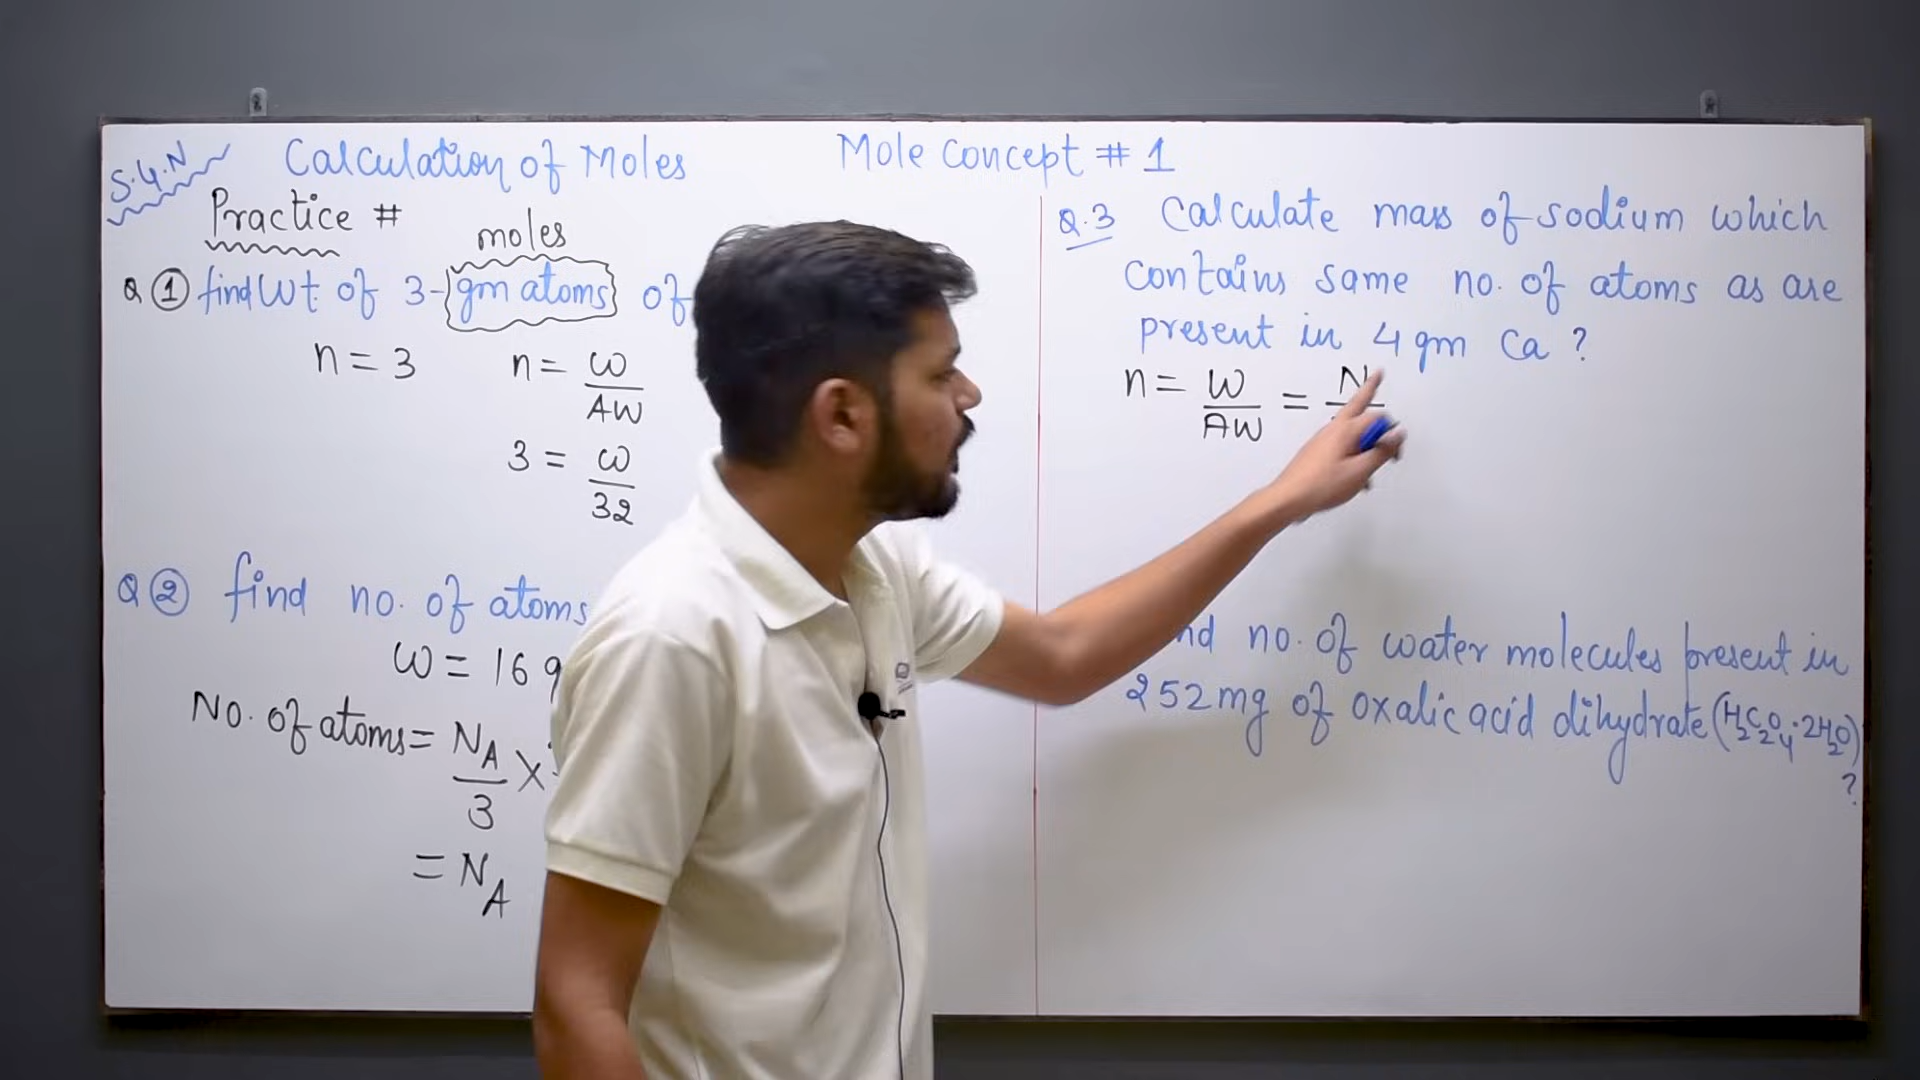 S.Y.N
Calculation of Moles
Mole Concept # 1
Practice #
moles
Q ① find wt. of 3-gm atoms of
n = 3
n = w/AW
3 = w/32
Q ② find no. of atoms
w = 16 g
No. of atoms = N_A/3 ×
= N_A
Q.3 Calculate mass of sodium which
contains same no. of atoms as are
present in 4 gm Ca ?
n = W/AW = N
no. of water molecules present in
252 mg of oxalic acid dihydrate (H₂C₂O₄·2H₂O)
?